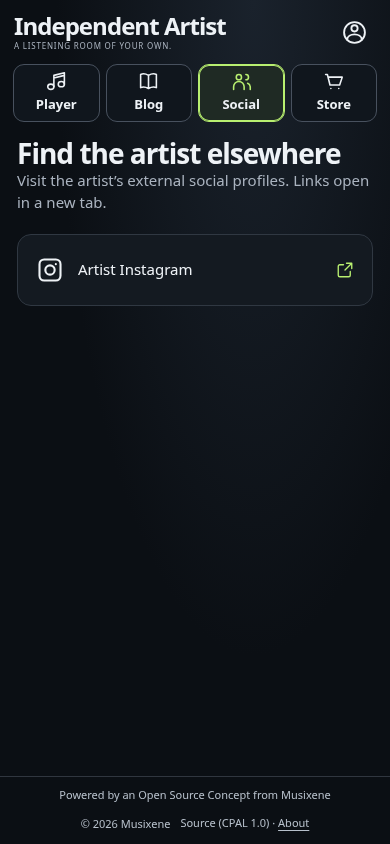 Independent Artist
A LISTENING ROOM OF YOUR OWN.
Player
Blog
Social
Store
Find the artist elsewhere
Visit the artist’s external social profiles. Links open
in a new tab.
Artist Instagram
Powered by an Open Source Concept from Musixene
© 2026 Musixene Source (CPAL 1.0) · About